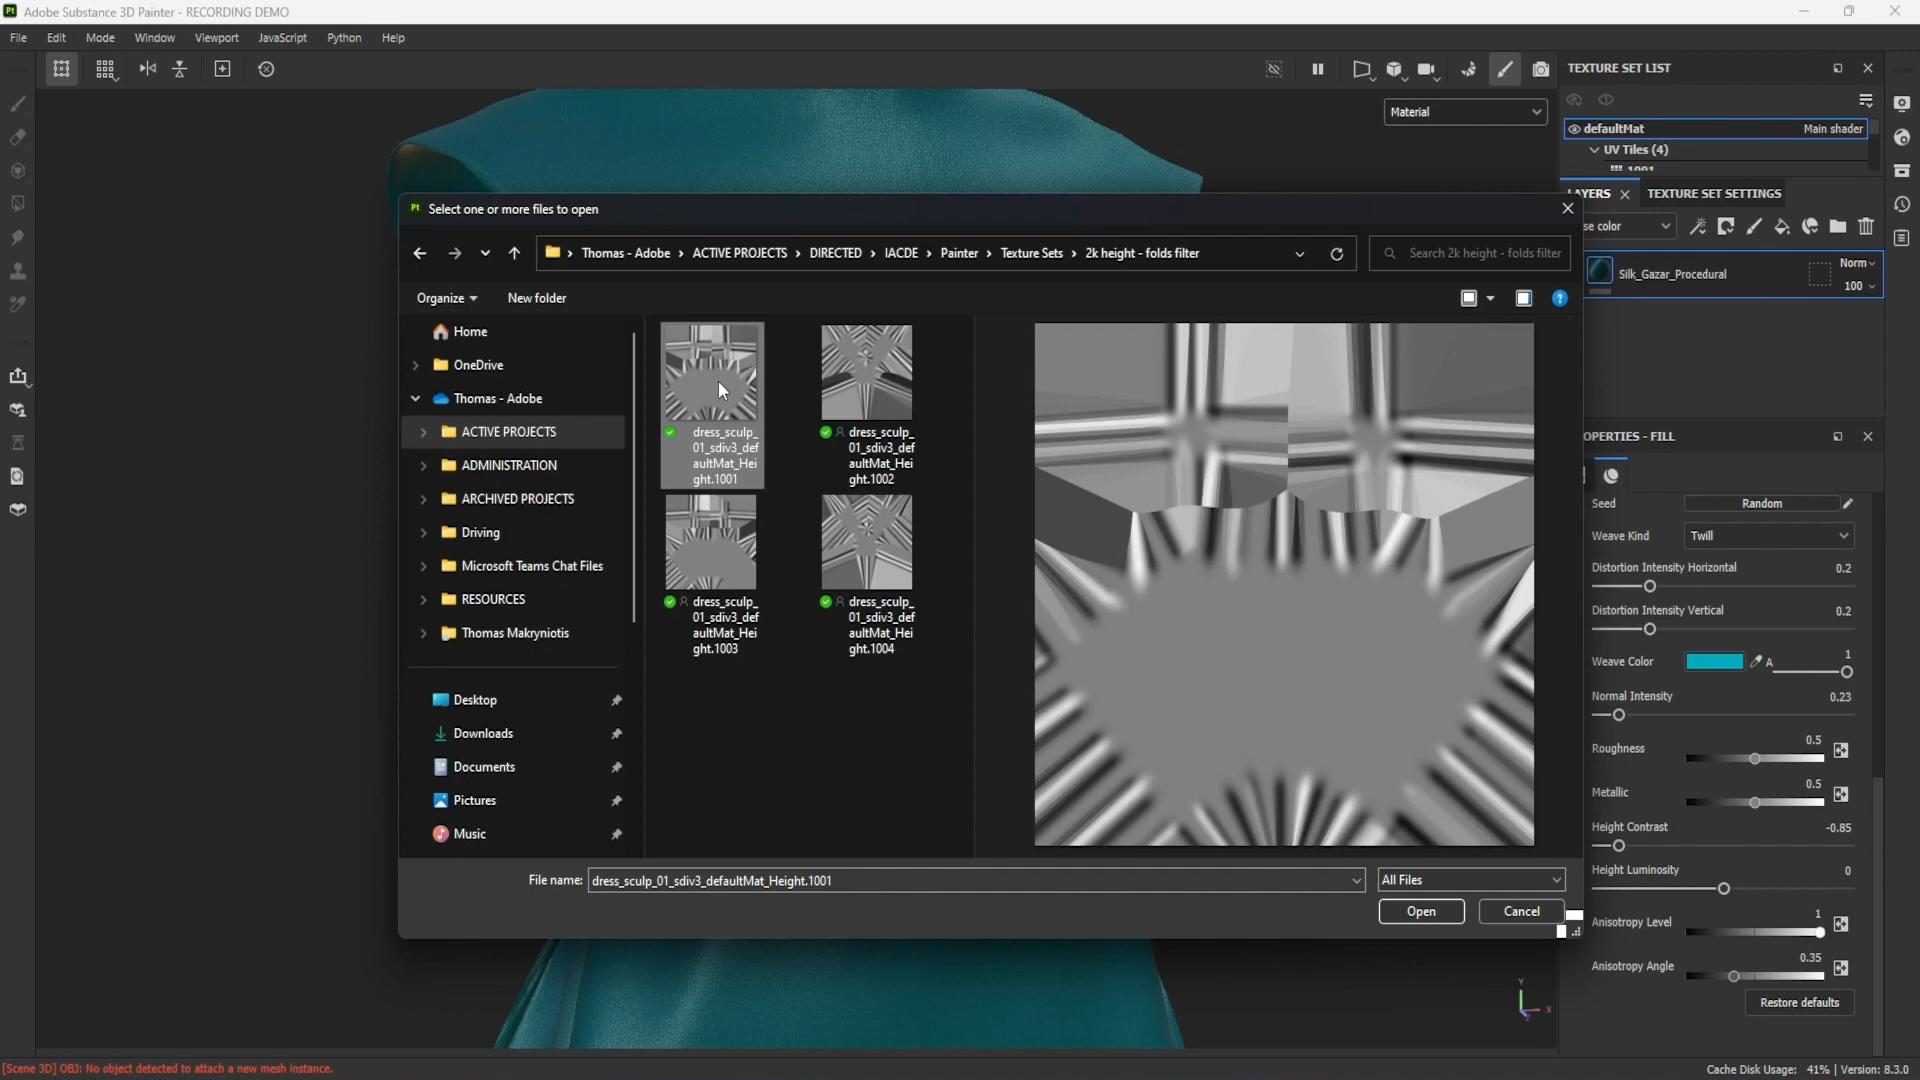 Adobe Substance 3D Painter - RECORDING DEMO
File Edit Mode Window Viewport JavaScript Python Help
Material
TEXTURE SET LIST
defaultMat Main shader
UV Tiles (4)
1001
LAYERS TEXTURE SET SETTINGS
se color
Silk_Gazar_Procedural
Norm
100
Select one or more files to open
Thomas - Adobe > ACTIVE PROJECTS > DIRECTED > IACDE > Painter > Texture Sets > 2k height - folds filter
Search 2k height - folds filter
Organize
New folder
Home
OneDrive
Thomas - Adobe
ACTIVE PROJECTS
ADMINISTRATION
ARCHIVED PROJECTS
Driving
Microsoft Teams Chat Files
RESOURCES
Thomas Makryniotis
Desktop
Downloads
Documents
Pictures
Music
dress_sculp_
01_sdiv3_def
aultMat_Hei
ght.1001
dress_sculp_
01_sdiv3_def
aultMat_Hei
ght.1002
dress_sculp_
01_sdiv3_def
aultMat_Hei
ght.1003
dress_sculp_
01_sdiv3_def
aultMat_Hei
ght.1004
File name: dress_sculp_01_sdiv3_defaultMat_Height.1001
All Files
Open
Cancel
OPERTIES - FILL
Seed Random
Weave Kind Twill
Distortion Intensity Horizontal 0.2
Distortion Intensity Vertical 0.2
Weave Color A 1
Normal Intensity 0.23
Roughness 0.5
Metallic 0.5
Height Contrast -0.85
Height Luminosity 0
Anisotropy Level 1
Anisotropy Angle 0.35
Restore defaults
Y
X
[Scene 3D] OBJ: No object detected to attach a new mesh instance.
Cache Disk Usage: 41% | Version: 8.3.0